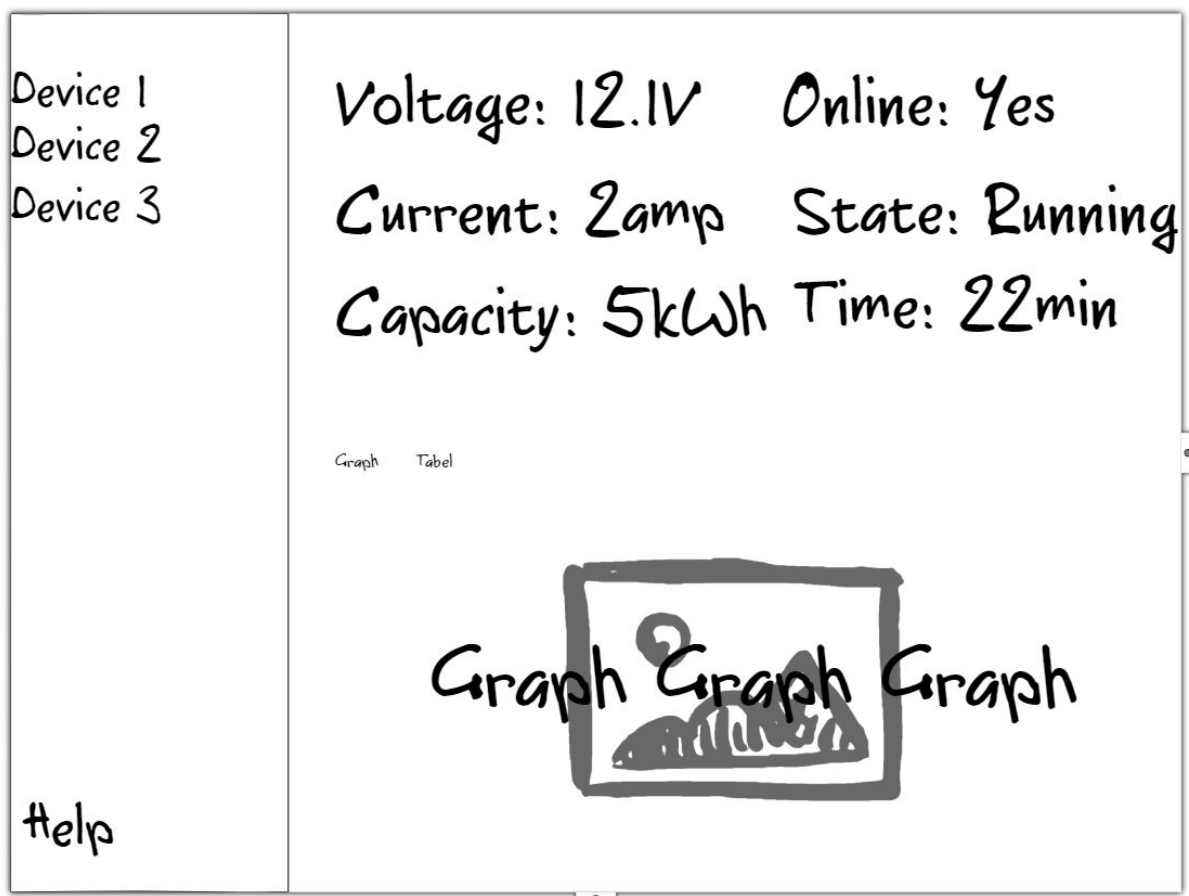 Device 1
Device 2
Device 3
Help
Voltage: 12.1V Online: Yes
Current: 2amp State: Running
Capacity: 5kWh Time: 22min
Graph Tabel
Graph Graph Graph